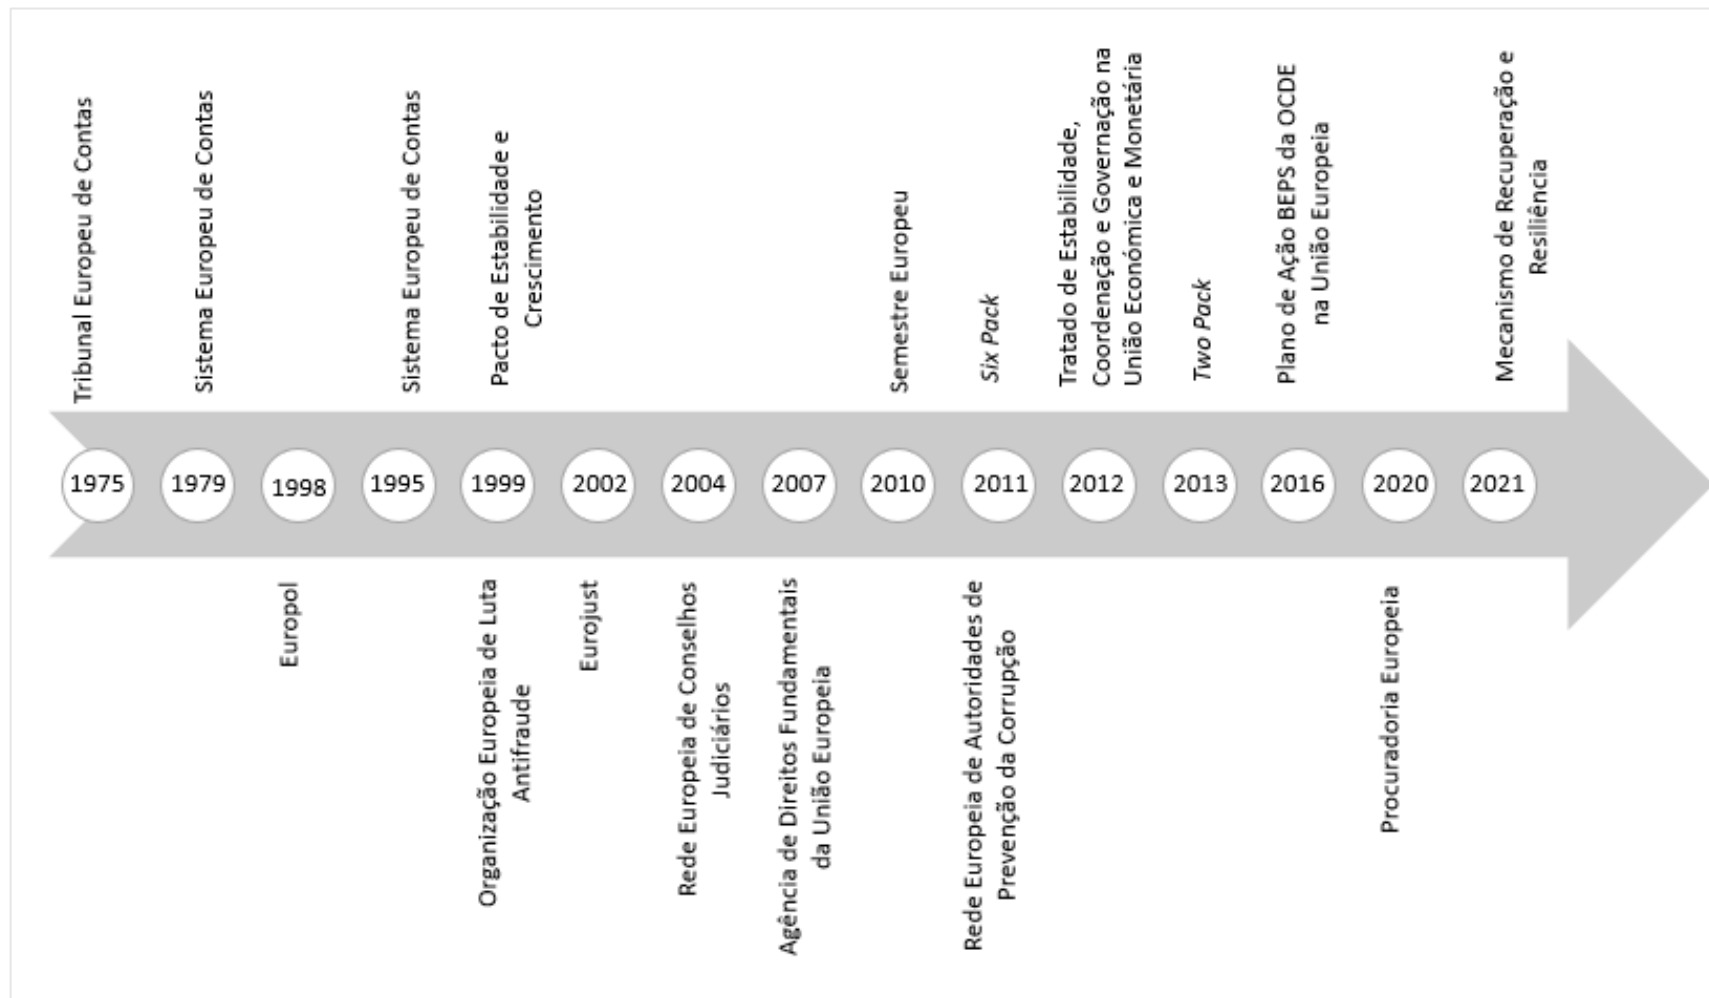 Tribunal Europeu de Contas
Sistema Europeu de Contas
Sistema Europeu de Contas
Pacto de Estabilidade e
Crescimento
Semestre Europeu
Six Pack
Tratado de Estabilidade,
Coordenação e Governação na
União Económica e Monetária
Two Pack
Plano de Ação BEPS da OCDE
na União Europeia
Mecanismo de Recuperação e
Resiliência
1975
1979
1998
1995
1999
2002
2004
2007
2010
2011
2012
2013
2016
2020
2021
Europol
Organização Europeia de Luta
Antifraude
Eurojust
Rede Europeia de Conselhos
Judiciários
Agência de Direitos Fundamentais
da União Europeia
Rede Europeia de Autoridades de
Prevenção da Corrupção
Procuradoria Europeia